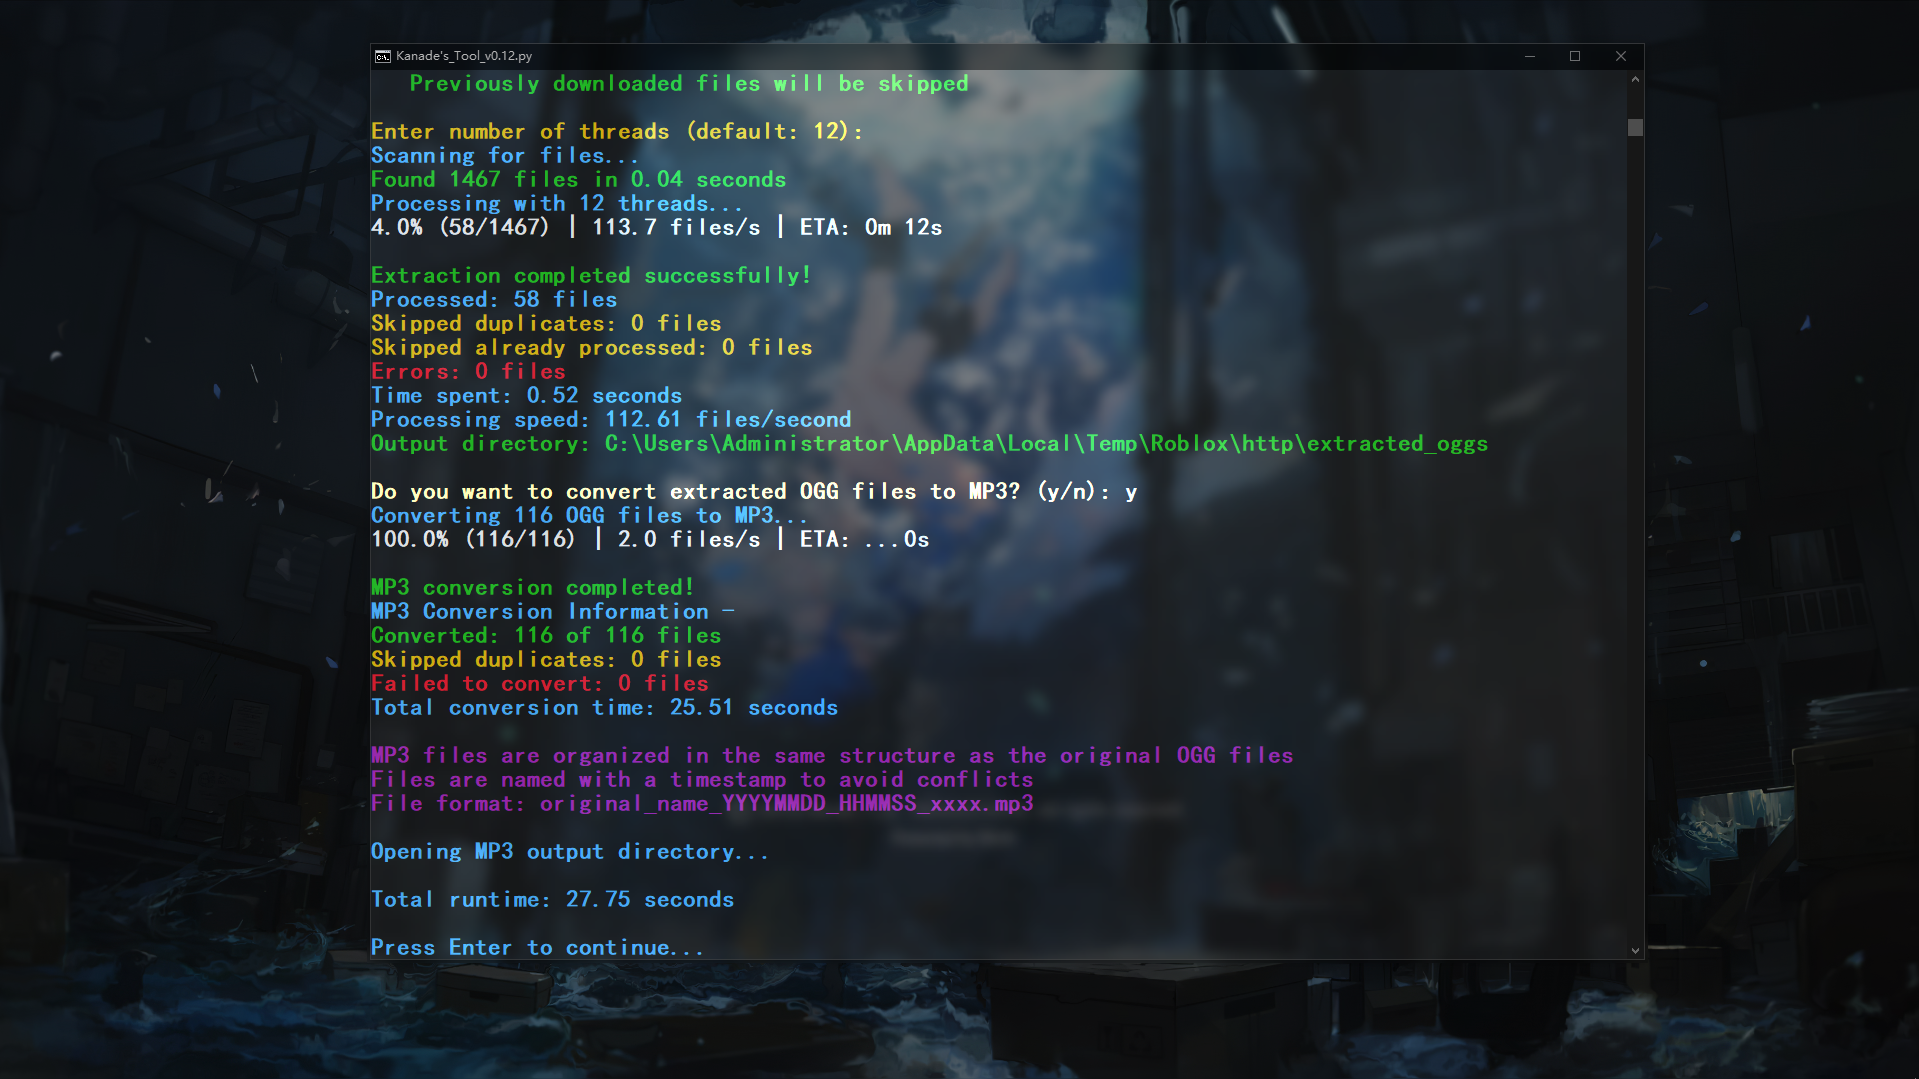 Kanade's_Tool_v0.12.py
Previously downloaded files will be skipped
Enter number of threads (default: 12):
Scanning for files...
Found 1467 files in 0.04 seconds
Processing with 12 threads...
4.0% (58/1467) | 113.7 files/s | ETA: 0m 12s
Extraction completed successfully!
Processed: 58 files
Skipped duplicates: 0 files
Skipped already processed: 0 files
Errors: 0 files
Time spent: 0.52 seconds
Processing speed: 112.61 files/second
Output directory: C:\Users\Administrator\AppData\Local\Temp\Roblox\http\extracted_oggs
Do you want to convert extracted OGG files to MP3? (y/n): y
Converting 116 OGG files to MP3...
100.0% (116/116) | 2.0 files/s | ETA: ...0s
MP3 conversion completed!
MP3 Conversion Information —
Converted: 116 of 116 files
Skipped duplicates: 0 files
Failed to convert: 0 files
Total conversion time: 25.51 seconds
MP3 files are organized in the same structure as the original OGG files
Files are named with a timestamp to avoid conflicts
File format: original_name_YYYYMMDD_HHMMSS_xxxx.mp3
Opening MP3 output directory...
Total runtime: 27.75 seconds
Press Enter to continue...